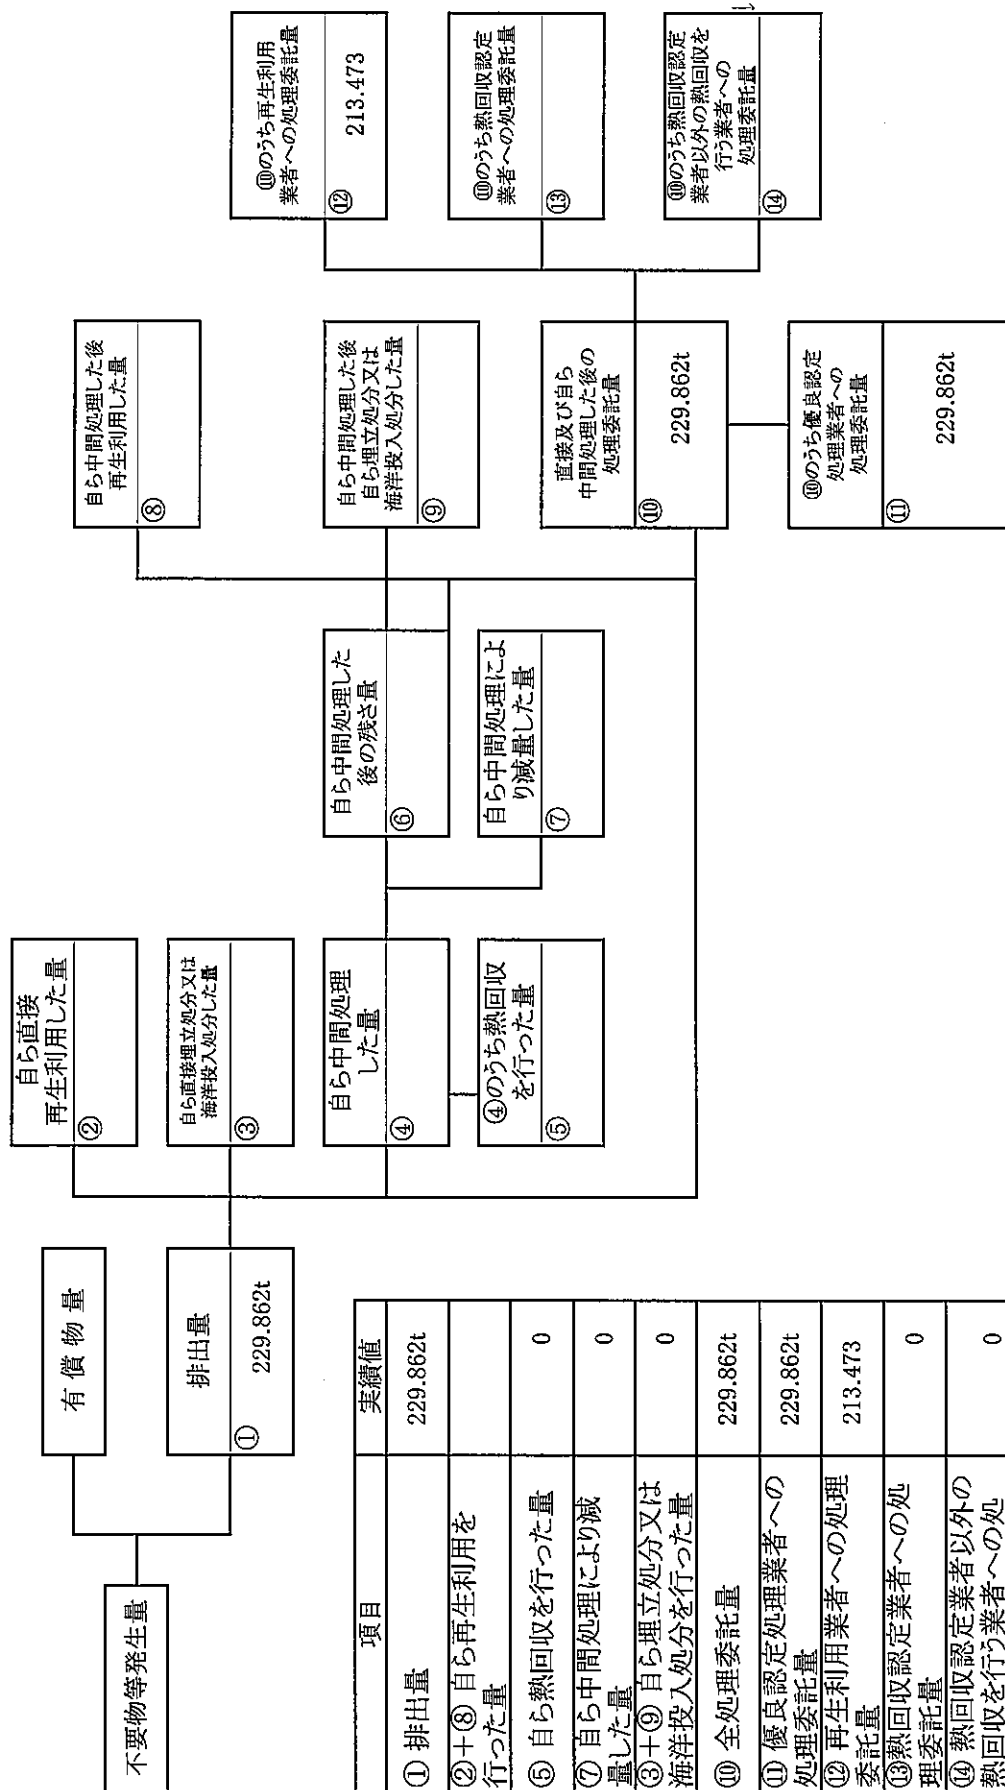 不要物等発生量
有償物量
排出量
①
229.862t
自ら直接
再生利用した量
②
自ら直接埋立処分又は
海洋投入処分した量
③
自ら中間処理
した量
④
④のうち熱回収
を行った量
⑤
自ら中間処理した
後の残さ量
⑥
自ら中間処理によ
り減量した量
⑦
自ら中間処理した後
再生利用した量
⑧
自ら中間処理した後
自ら埋立処分又は
海洋投入処分した量
⑨
直接及び自ら
中間処理した後の
処理委託量
⑩
229.862t
⑩のうち優良認定
処理業者への
処理委託量
⑪
229.862t
⑩のうち再生利用
業者への処理委託量
⑫
213.473
⑩のうち熱回収認定
業者への処理委託量
⑬
⑩のうち熱回収認定
業者以外の熱回収を
行う業者への
処理委託量
⑭
項目 実績値
①排出量 229.862t
②+⑧ 自ら再生利用を
行った量
⑤ 自ら熱回収を行った量 0
⑦ 自ら中間処理により減
量した量 0
③+⑨ 自ら埋立処分又は
海洋投入処分を行った量 0
⑩ 全処理委託量 229.862t
⑪ 優良認定処理業者への
処理委託量 229.862t
⑫ 再生利用業者への処理
委託量 213.473
⑬熱回収認定業者への処
理委託量 0
⑭ 熱回収認定業者以外の
熱回収を行う業者への処 0